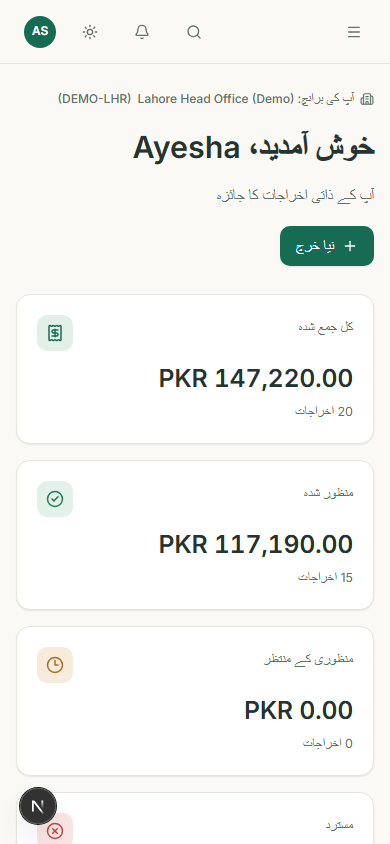 AS
آپ کی برانچ: Lahore Head Office (Demo) (DEMO-LHR)
خوش آمدید، Ayesha
آپ کے ذاتی اخراجات کا جائزہ
نیا خرچ
کل جمع شدہ
PKR 147,220.00
20 اخراجات
منظور شدہ
PKR 117,190.00
15 اخراجات
منظوری کے منتظر
PKR 0.00
0 اخراجات
مسترد
N